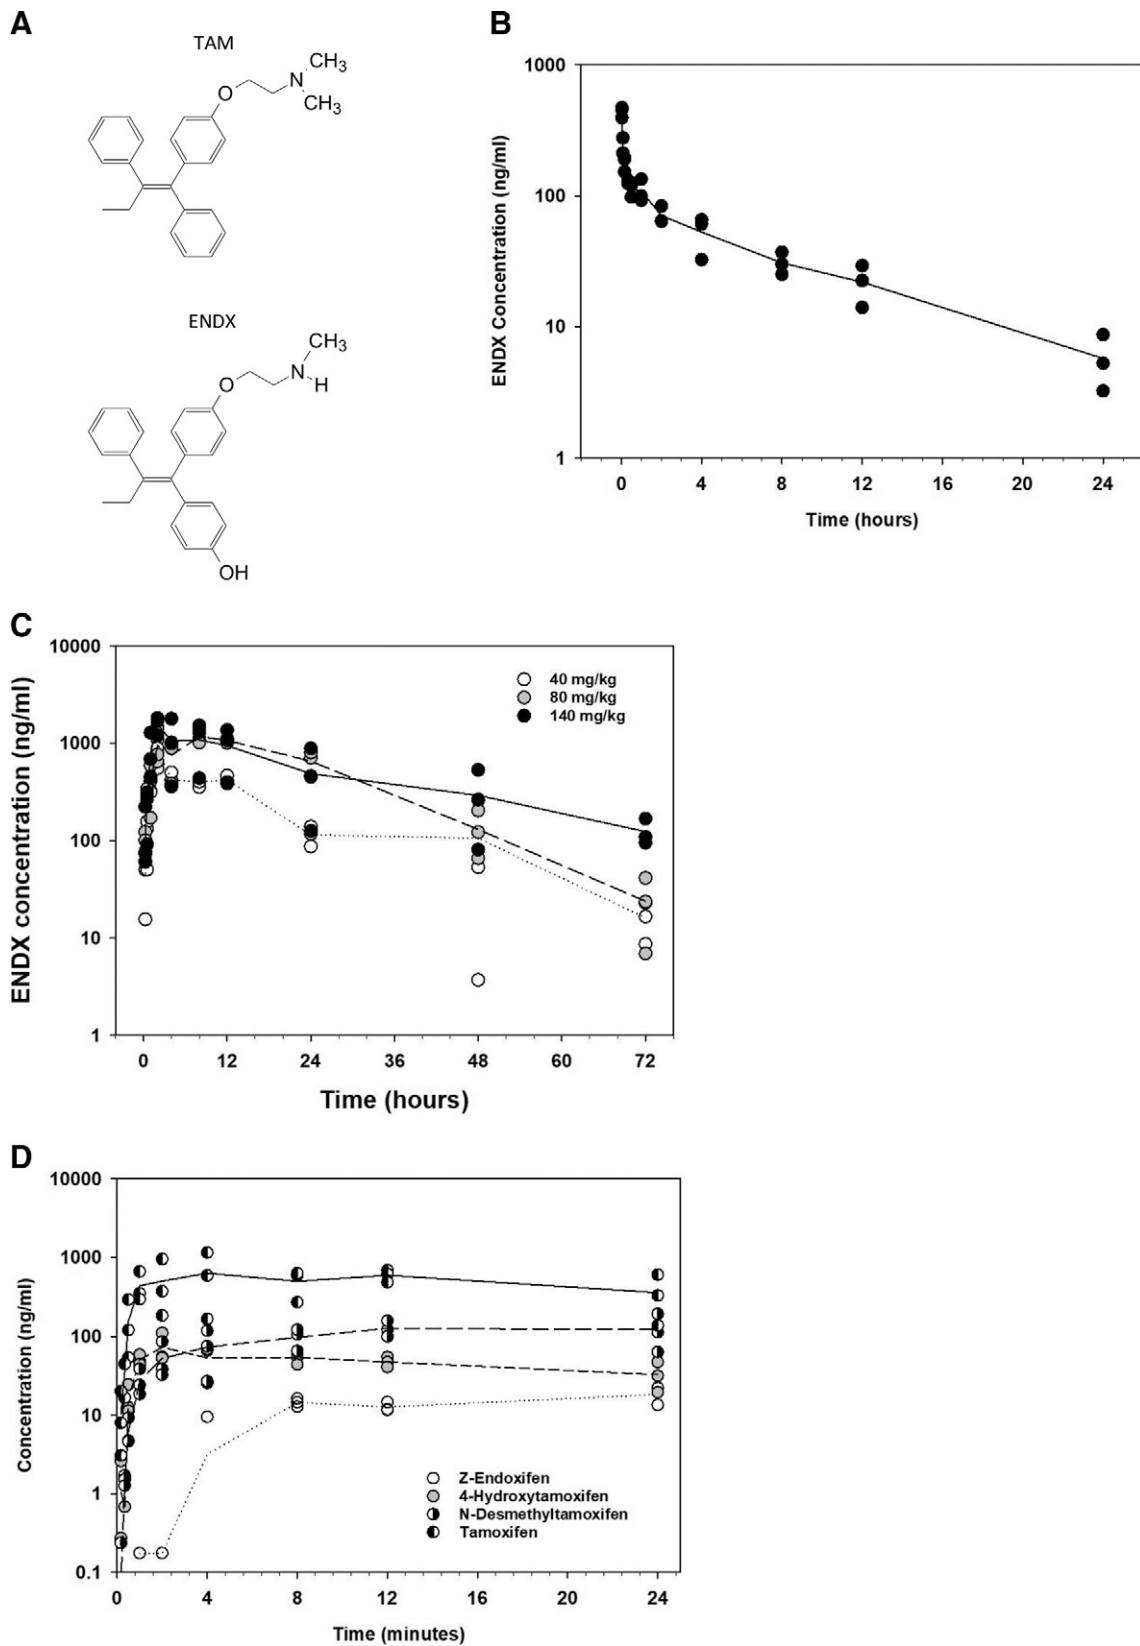 A
TAM
O
N
CH3
CH3
ENDX
O
N
CH3
H
OH
B
ENDX Concentration (ng/ml)
1000
100
10
1
0 4 8 12 16 20 24
Time (hours)
C
ENDX concentration (ng/ml)
10000
1000
100
10
1
40 mg/kg
80 mg/kg
140 mg/kg
0 12 24 36 48 60 72
Time (hours)
D
Concentration (ng/ml)
10000
1000
100
10
1
0.1
Z-Endoxifen
4-Hydroxytamoxifen
N-Desmethyltamoxifen
Tamoxifen
0 4 8 12 16 20 24
Time (minutes)